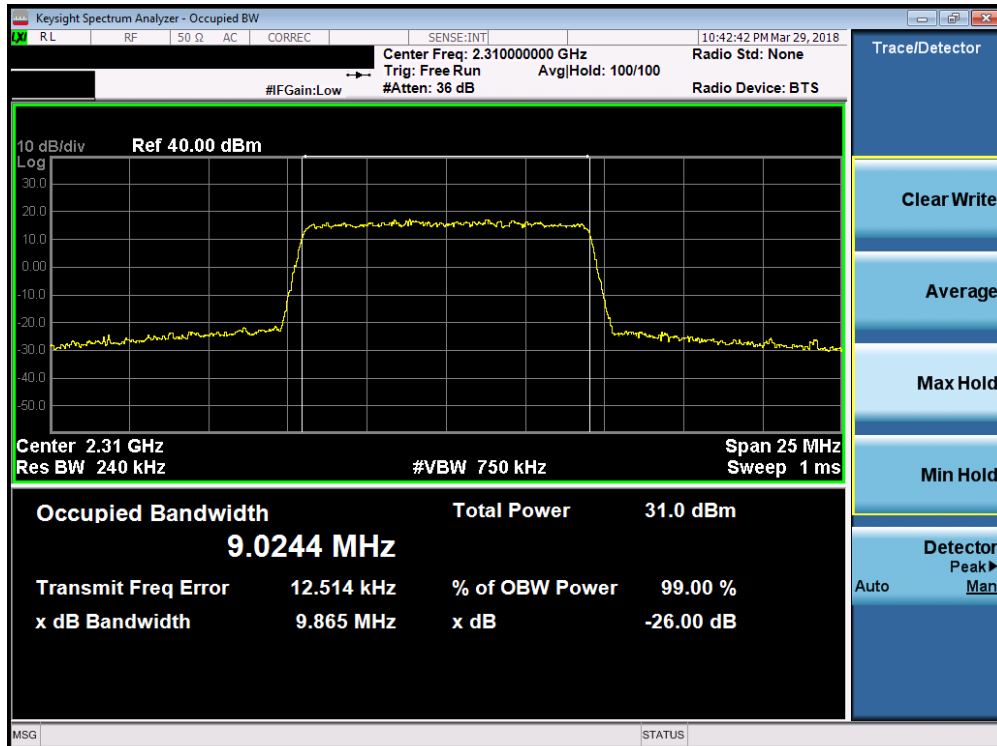 Keysight Spectrum Analyzer - Occupied BW
LXI RL RF 50 Ω AC CORREC SENSE:INT 10:42:42 PM Mar 29, 2018
Center Freq: 2.310000000 GHz Radio Std: None
Trig: Free Run Avg|Hold: 100/100
#IFGain:Low #Atten: 36 dB Radio Device: BTS
Trace/Detector
10 dB/div Ref 40.00 dBm
Log
30.0
20.0
10.0
0.00
-10.0
-20.0
-30.0
-40.0
-50.0
Center 2.31 GHz Span 25 MHz
Res BW 240 kHz #VBW 750 kHz Sweep 1 ms
Occupied Bandwidth Total Power 31.0 dBm
9.0244 MHz
Transmit Freq Error 12.514 kHz % of OBW Power 99.00 %
x dB Bandwidth 9.865 MHz x dB -26.00 dB
Clear Write
Average
Max Hold
Min Hold
Detector
Peak▶
Auto Man
MSG STATUS